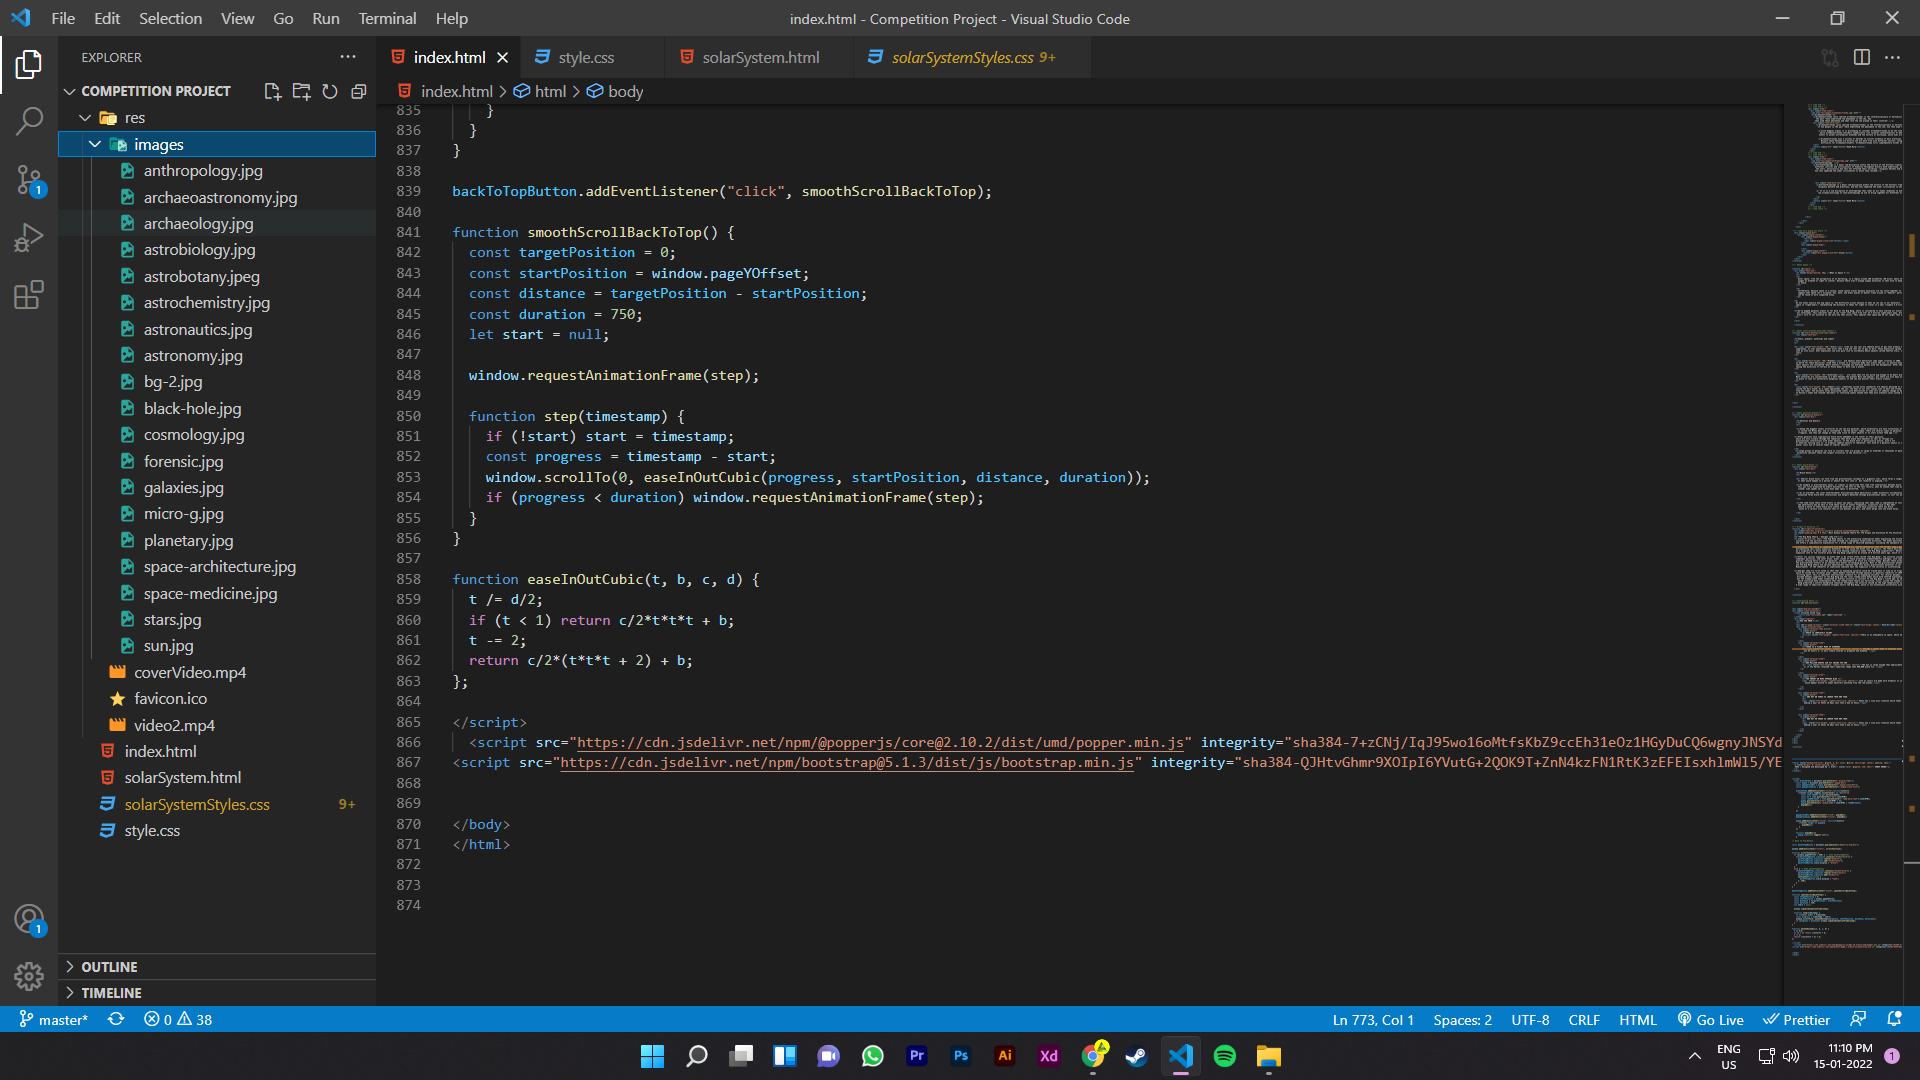 File Edit Selection View Go Run Terminal Help
index.html - Competition Project - Visual Studio Code
EXPLORER
index.html
style.css
solarSystem.html
solarSystemStyles.css 9+
COMPETITION PROJECT
index.html > html > body
res
images
anthropology.jpg
archaeoastronomy.jpg
archaeology.jpg
astrobiology.jpg
astrobotany.jpeg
astrochemistry.jpg
astronautics.jpg
astronomy.jpg
bg-2.jpg
black-hole.jpg
cosmology.jpg
forensic.jpg
galaxies.jpg
micro-g.jpg
planetary.jpg
space-architecture.jpg
space-medicine.jpg
stars.jpg
sun.jpg
coverVideo.mp4
favicon.ico
video2.mp4
index.html
solarSystem.html
solarSystemStyles.css 9+
style.css
OUTLINE
TIMELINE
1
1
835 }
836 }
837 }
838
839 backToTopButton.addEventListener("click", smoothScrollBackToTop);
840
841 function smoothScrollBackToTop() {
842 const targetPosition = 0;
843 const startPosition = window.pageYOffset;
844 const distance = targetPosition - startPosition;
845 const duration = 750;
846 let start = null;
847
848 window.requestAnimationFrame(step);
849
850 function step(timestamp) {
851 if (!start) start = timestamp;
852 const progress = timestamp - start;
853 window.scrollTo(0, easeInOutCubic(progress, startPosition, distance, duration));
854 if (progress < duration) window.requestAnimationFrame(step);
855 }
856 }
857
858 function easeInOutCubic(t, b, c, d) {
859 t /= d/2;
860 if (t < 1) return c/2*t*t*t + b;
861 t -= 2;
862 return c/2*(t*t*t + 2) + b;
863 };
864
865 </script>
866 <script src="https://cdn.jsdelivr.net/npm/@popperjs/core@2.10.2/dist/umd/popper.min.js" integrity="sha384-7+zCNj/IqJ95wo16oMtfsKbZ9ccEh31eOz1HGyDuCQ6wgnyJNSYd
867 <script src="https://cdn.jsdelivr.net/npm/bootstrap@5.1.3/dist/js/bootstrap.min.js" integrity="sha384-QJHtvGhmr9XOIpI6YVutG+2QOK9T+ZnN4kzFN1RtK3zEFEIsxhlmWl5/YE
868
869
870 </body>
871 </html>
872
873
874
master* 0 38
Ln 773, Col 1 Spaces: 2 UTF-8 CRLF HTML Go Live Prettier
Pr Ps Ai Xd
ENG
US
11:10 PM
15-01-2022
1